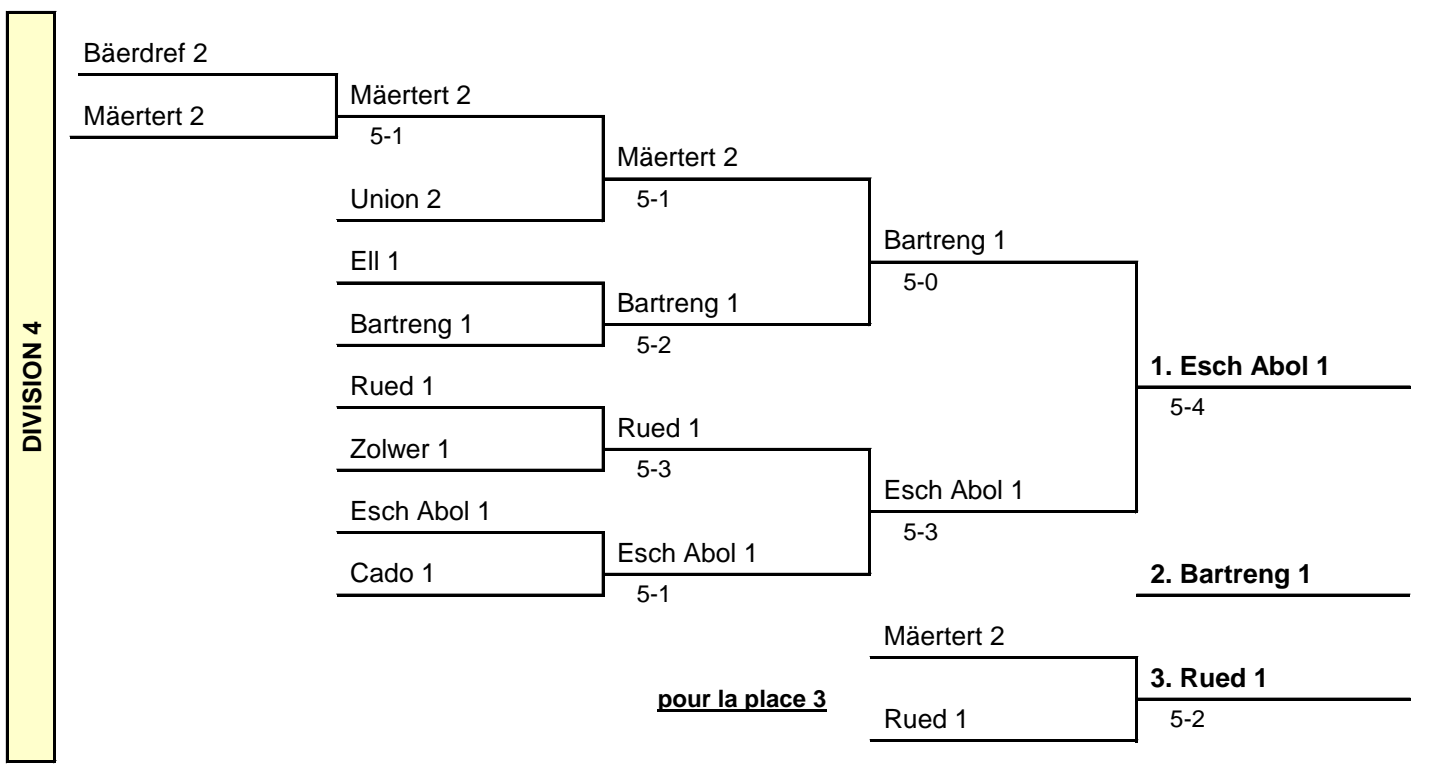 DIVISION 4
Bäerdref 2
Mäertert 2
Mäertert 2
5-1
Union 2
Ell 1
Bartreng 1
Rued 1
Zolwer 1
Esch Abol 1
Cado 1
Mäertert 2
5-1
Bartreng 1
5-2
Rued 1
5-3
Esch Abol 1
5-1
Bartreng 1
5-0
Esch Abol 1
5-3
1. Esch Abol 1
5-4
2. Bartreng 1
pour la place 3
Mäertert 2
Rued 1
3. Rued 1
5-2